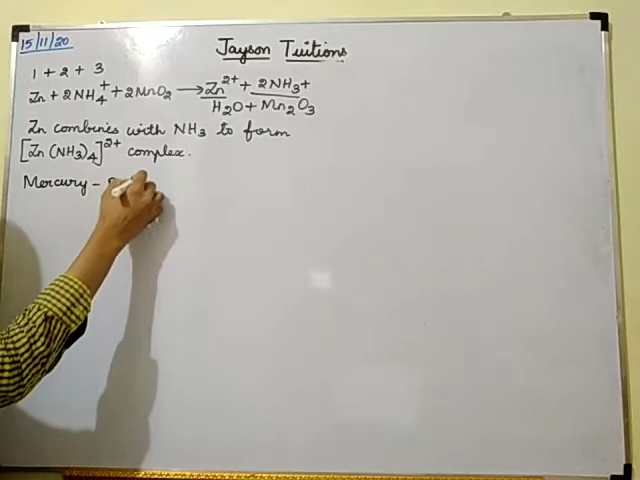 15/11/20
Jayson Tuitions
1 + 2 + 3
Zn + 2NH₄⁺ + 2MnO₂ → Zn²⁺ + 2NH₃ +
H₂O + Mn₂O₃
Zn combines with NH₃ to form
[Zn(NH₃)₄]²⁺ complex.
Mercury -